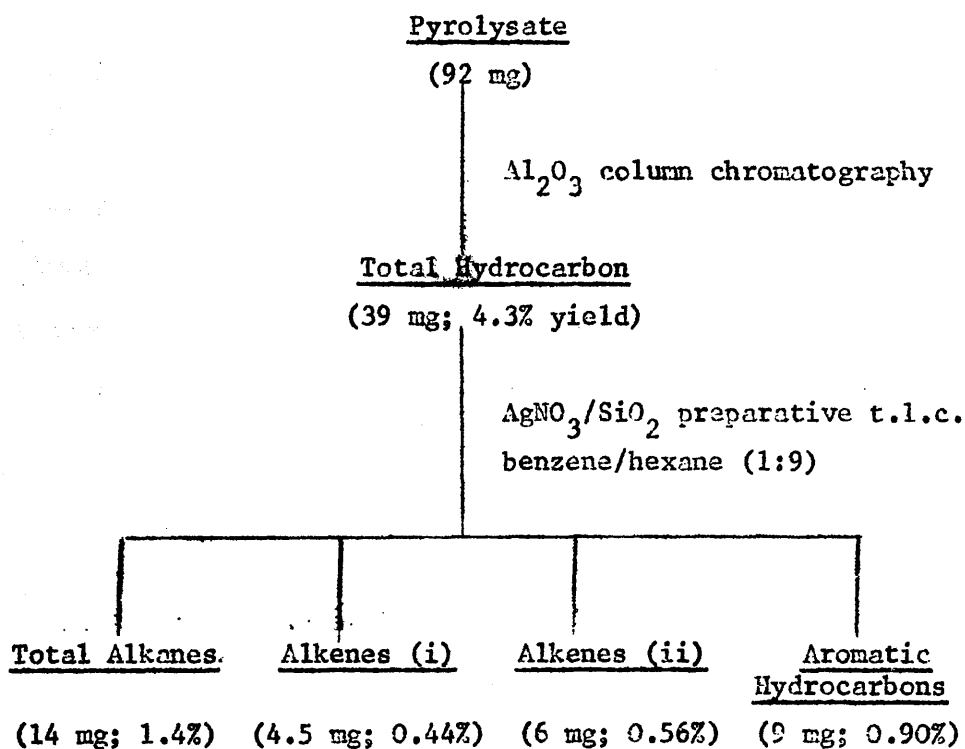 Pyrolysate
(92 mg)
Al₂O₃ column chromatography
Total Hydrocarbon
(39 mg; 4.3% yield)
AgNO₃/SiO₂ preparative t.l.c.
benzene/hexane (1:9)
Total Alkanes. Alkenes (i) Alkenes (ii) Aromatic
Hydrocarbons
(14 mg; 1.4%) (4.5 mg; 0.44%) (6 mg; 0.56%) (9 mg; 0.90%)